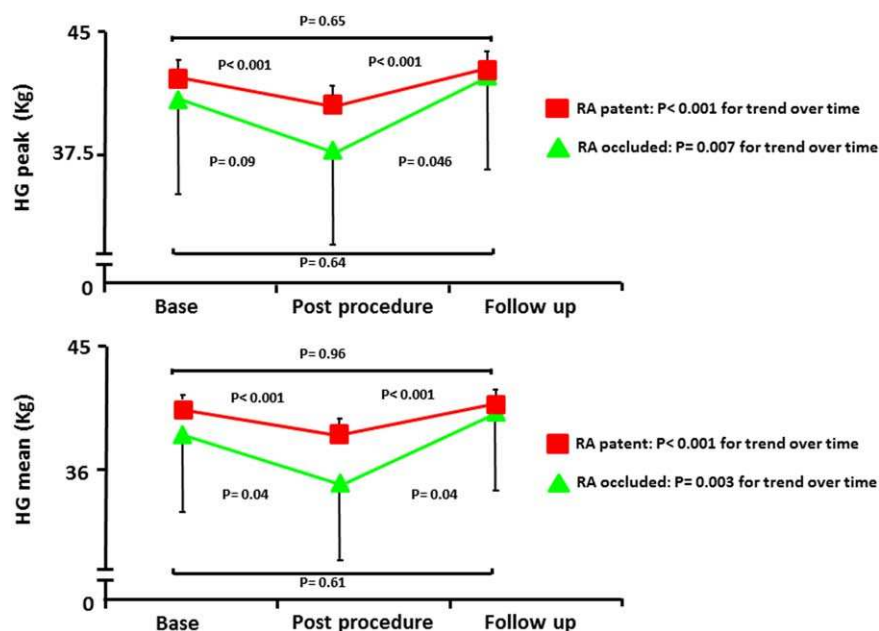 P= 0.65
45
P< 0.001 P< 0.001
HG peak (Kg)
RA patent: P< 0.001 for trend over time
RA occluded: P= 0.007 for trend over time
37.5
P= 0.09 P= 0.046
P= 0.64
0
Base Post procedure Follow up
45
P= 0.96
P< 0.001 P< 0.001
HG mean (Kg)
RA patent: P< 0.001 for trend over time
RA occluded: P= 0.003 for trend over time
36
P= 0.04 P= 0.04
P= 0.61
0
Base Post procedure Follow up